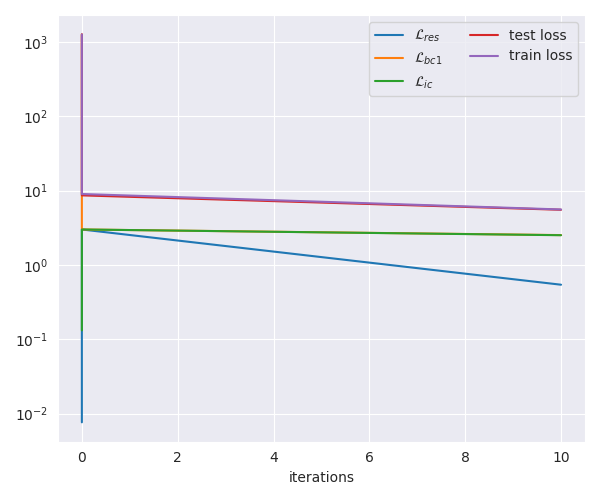 10³
10²
10¹
10⁰
10⁻¹
10⁻²
0 2 4 6 8 10
iterations
ℒ_res
ℒ_bc1
ℒ_ic
test loss
train loss